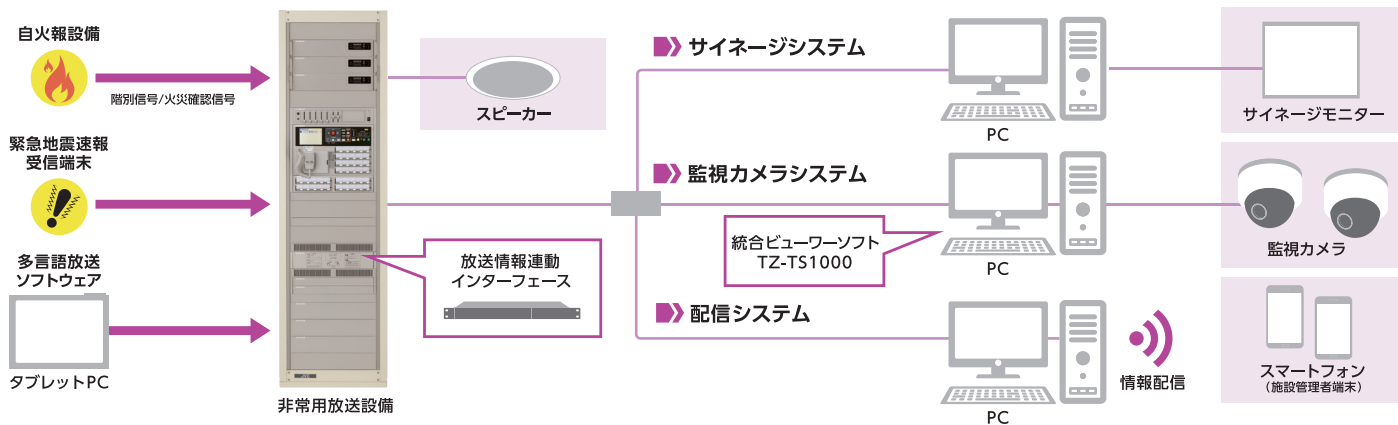 自火報設備
階別信号/火災確認信号
緊急地震速報
受信端末
多言語放送
ソフトウェア
タブレットPC
非常用放送設備
スピーカー
放送情報連動
インターフェース
サイネージシステム
PC
サイネージモニター
監視カメラシステム
統合ビューワーソフト
TZ-TS1000
PC
監視カメラ
配信システム
PC
情報配信
スマートフォン
（施設管理者端末）